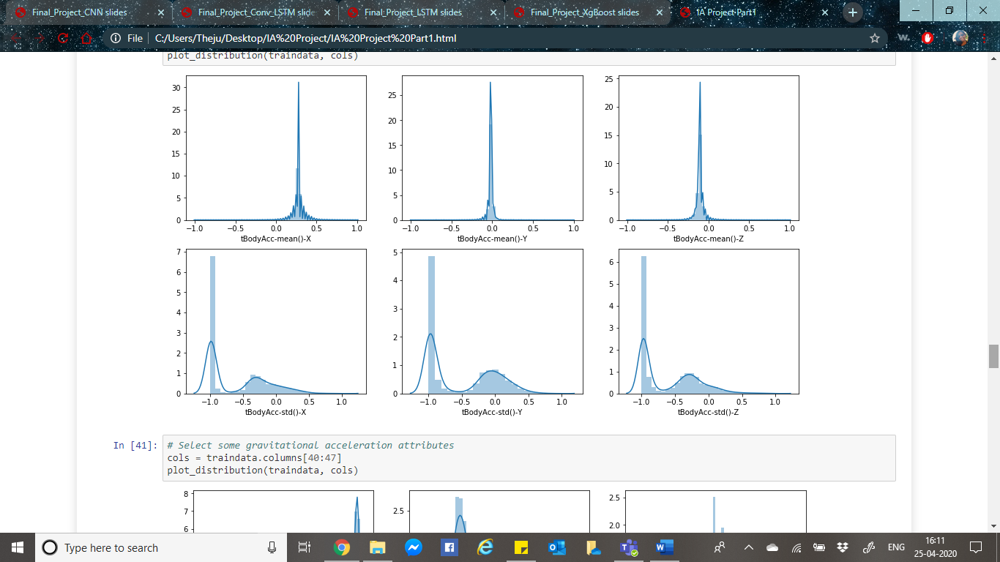 Final_Project_CNN slides
Final_Project_Conv_LSTM slide
Final_Project_LSTM slides
Final_Project_XgBoost slides
IA Project Part1
File
C:/Users/Theju/Desktop/IA%20Project/IA%20Project%20Part1.html
W.
plot_distribution(traindata, cols)
30
25
20
15
10
5
0
−1.0 −0.5 0.0 0.5 1.0
tBodyAcc-mean()-X
25
20
15
10
5
0
−1.0 −0.5 0.0 0.5 1.0
tBodyAcc-mean()-Y
25
20
15
10
5
0
−1.0 −0.5 0.0 0.5 1.0
tBodyAcc-mean()-Z
7
6
5
4
3
2
1
0
−1.0 −0.5 0.0 0.5 1.0
tBodyAcc-std()-X
5
4
3
2
1
0
−1.0 −0.5 0.0 0.5 1.0
tBodyAcc-std()-Y
6
5
4
3
2
1
0
−1.0 −0.5 0.0 0.5 1.0
tBodyAcc-std()-Z
In [41]:
# Select some gravitational acceleration attributes
cols = traindata.columns[40:47]
plot_distribution(traindata, cols)
8
7
6
2.5
2.5
2.0
Type here to search
ENG
16:11
25-04-2020